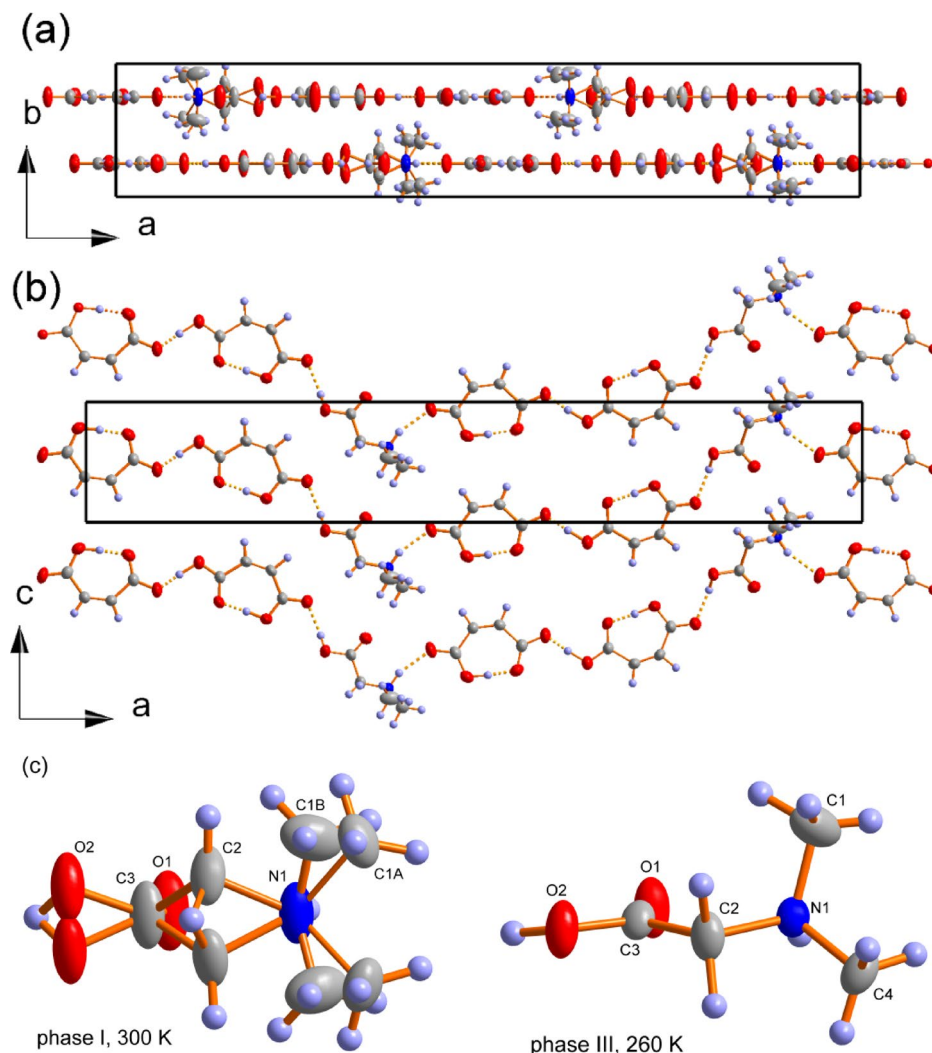 (a)
b
a
(b)
c
a
(c)
O2
C3
O1
C2
C1B
N1
C1A
phase I, 300 K
O2
O1
C3
C2
C1
N1
C4
phase III, 260 K